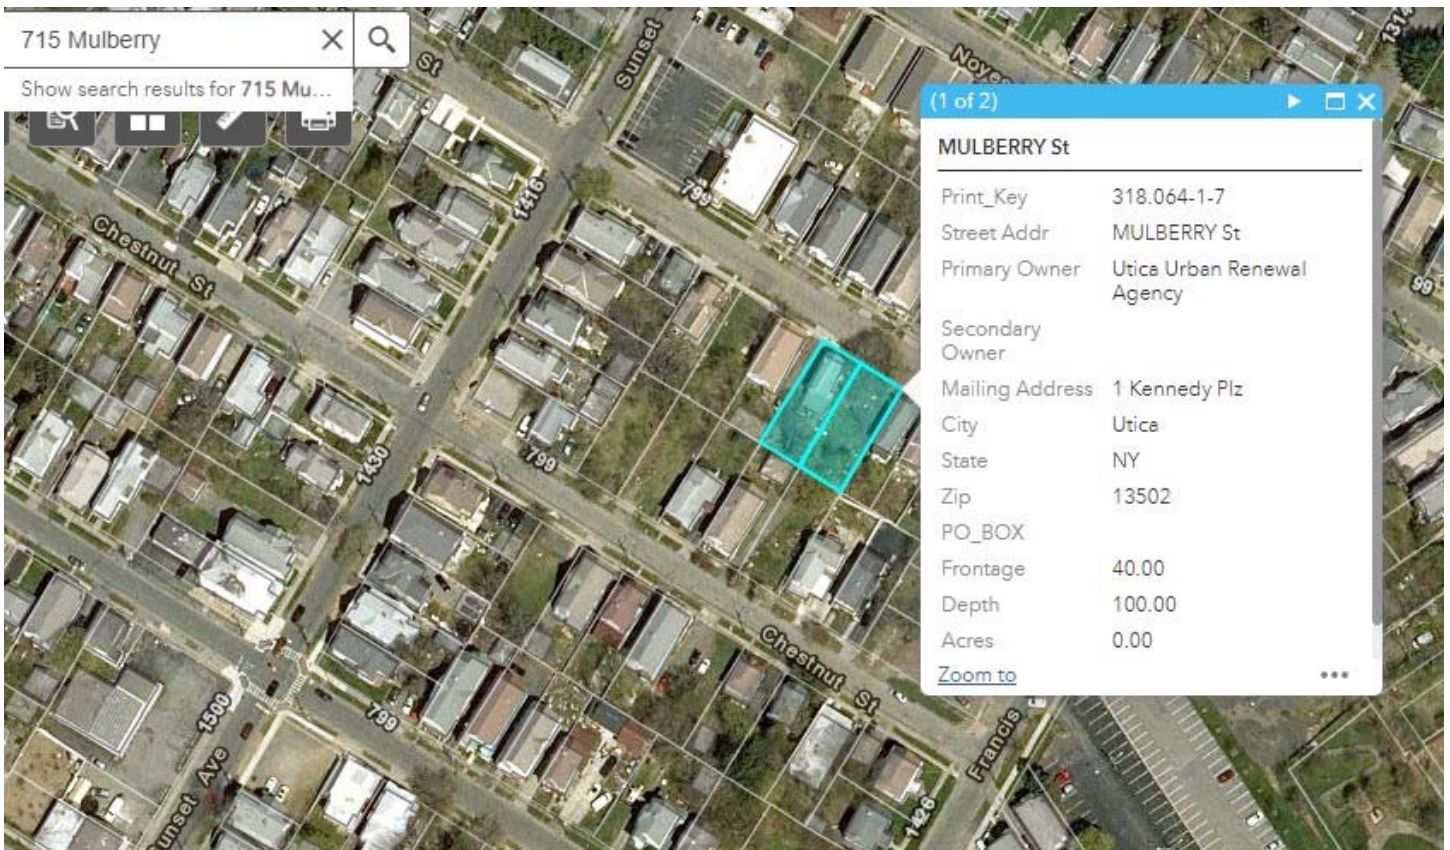 715 Mulberry
Show search results for 715 Mu...
St
Sunset
Noyes
1314
1416
799
Chestnut St
99
1430
799
Chestnut St
1500
799
Sunset Ave
Francis
1426
(1 of 2)
MULBERRY St
Print_Key 318.064-1-7
Street Addr MULBERRY St
Primary Owner Utica Urban Renewal
Agency
Secondary
Owner
Mailing Address 1 Kennedy Plz
City Utica
State NY
Zip 13502
PO_BOX
Frontage 40.00
Depth 100.00
Acres 0.00
Zoom to